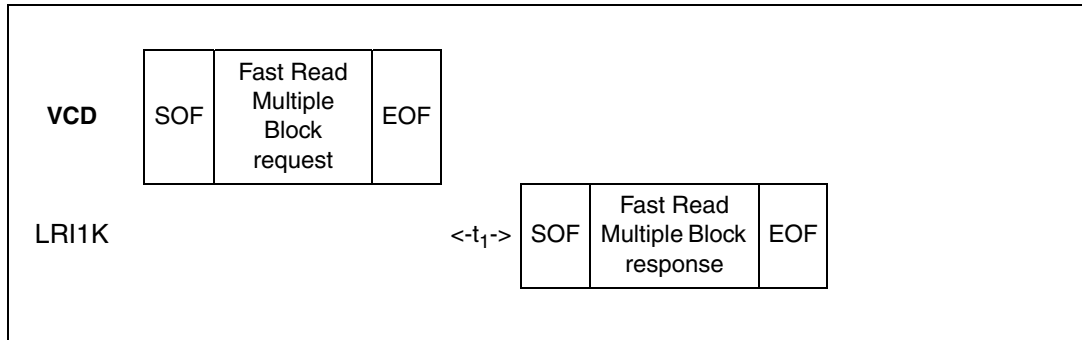 VCD
SOF
Fast Read
Multiple
Block
request
EOF
LRI1K
<-t₁->
SOF
Fast Read
Multiple Block
response
EOF